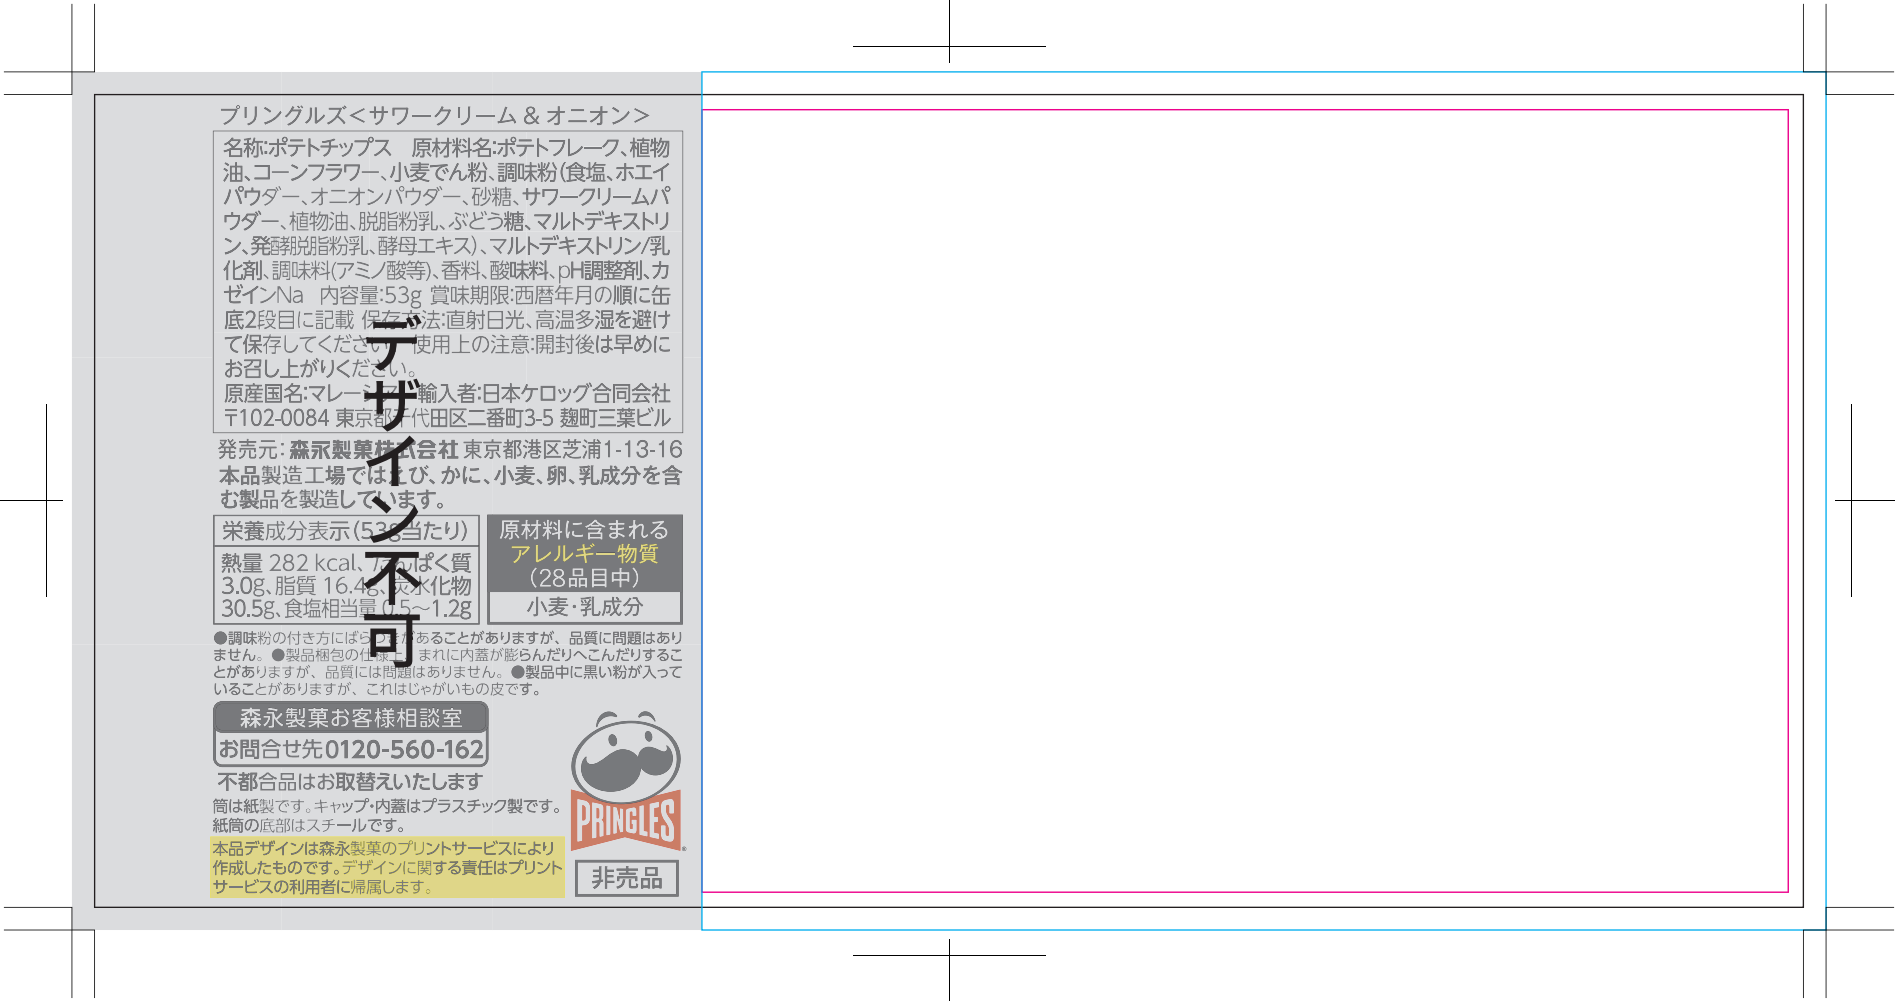 プリングルズ＜サワークリーム & オニオン＞
名称:ポテトチップス　原材料名:ポテトフレーク、植物
油、コーンフラワー、小麦でん粉、調味粉（食塩、ホエイ
パウダー、オニオンパウダー、砂糖、サワークリームパ
ウダー、植物油、脱脂粉乳、ぶどう糖、マルトデキストリ
ン、発酵脱脂粉乳、酵母エキス）、マルトデキストリン/乳
化剤、調味料(アミノ酸等)、香料、酸味料、pH調整剤、カ
ゼインNa　内容量:53g 賞味期限:西暦年月の順に缶
底2段目に記載 保存方法:直射日光、高温多湿を避け
て保存してください。使用上の注意:開封後は早めに
お召し上がりください。
原産国名:マレーシア　輸入者:日本ケロッグ合同会社
〒102-0084 東京都千代田区二番町3-5 麹町三葉ビル
発売元：森永製菓株式会社 東京都港区芝浦1-13-16
本品製造工場ではえび、かに、小麦、卵、乳成分を含
む製品を製造しています。
栄養成分表示（53g当たり）
熱量 282 kcal、たんぱく質
3.0g、脂質 16.4g、炭水化物
30.5g、食塩相当量 0.5～1.2g
原材料に含まれる
アレルギー物質
（28品目中）
小麦・乳成分
●調味粉の付き方にばらつきがあることがありますが、品質に問題はあり
ません。●製品梱包の仕様上、まれに内蓋が膨らんだりへこんだりするこ
とがありますが、品質には問題はありません。●製品中に黒い粉が入って
いることがありますが、これはじゃがいもの皮です。
森永製菓お客様相談室
お問合せ先0120-560-162
不都合品はお取替えいたします
筒は紙製です。キャップ・内蓋はプラスチック製です。
紙筒の底部はスチールです。
本品デザインは森永製菓のプリントサービスにより
作成したものです。デザインに関する責任はプリント
サービスの利用者に帰属します。
PRINGLES
®
非売品
デザイン不可